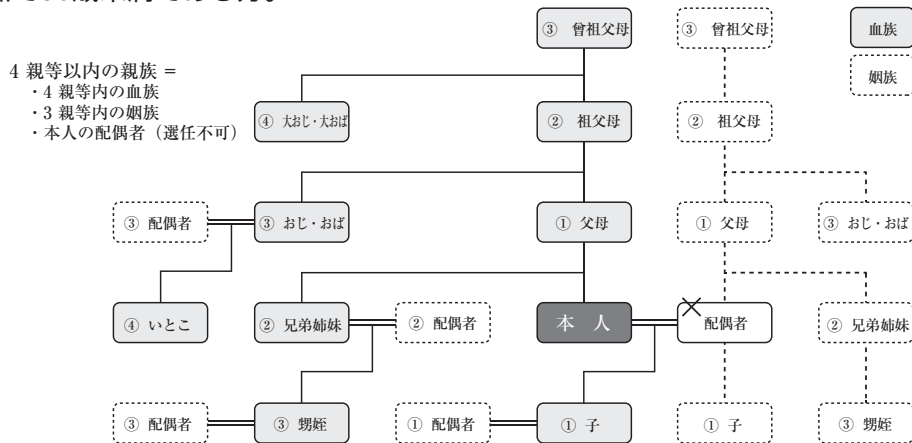 ③ 曾祖父母
③ 曾祖父母
血族
4 親等以内の親族 =
・4 親等内の血族
・3 親等内の姻族
・本人の配偶者（選任不可）
姻族
④ 大おじ・大おば
② 祖父母
② 祖父母
③ 配偶者
③ おじ・おば
① 父母
① 父母
③ おじ・おば
④ いとこ
② 兄弟姉妹
② 配偶者
本 人
配偶者
② 兄弟姉妹
③ 配偶者
③ 甥姪
① 配偶者
① 子
① 子
③ 甥姪